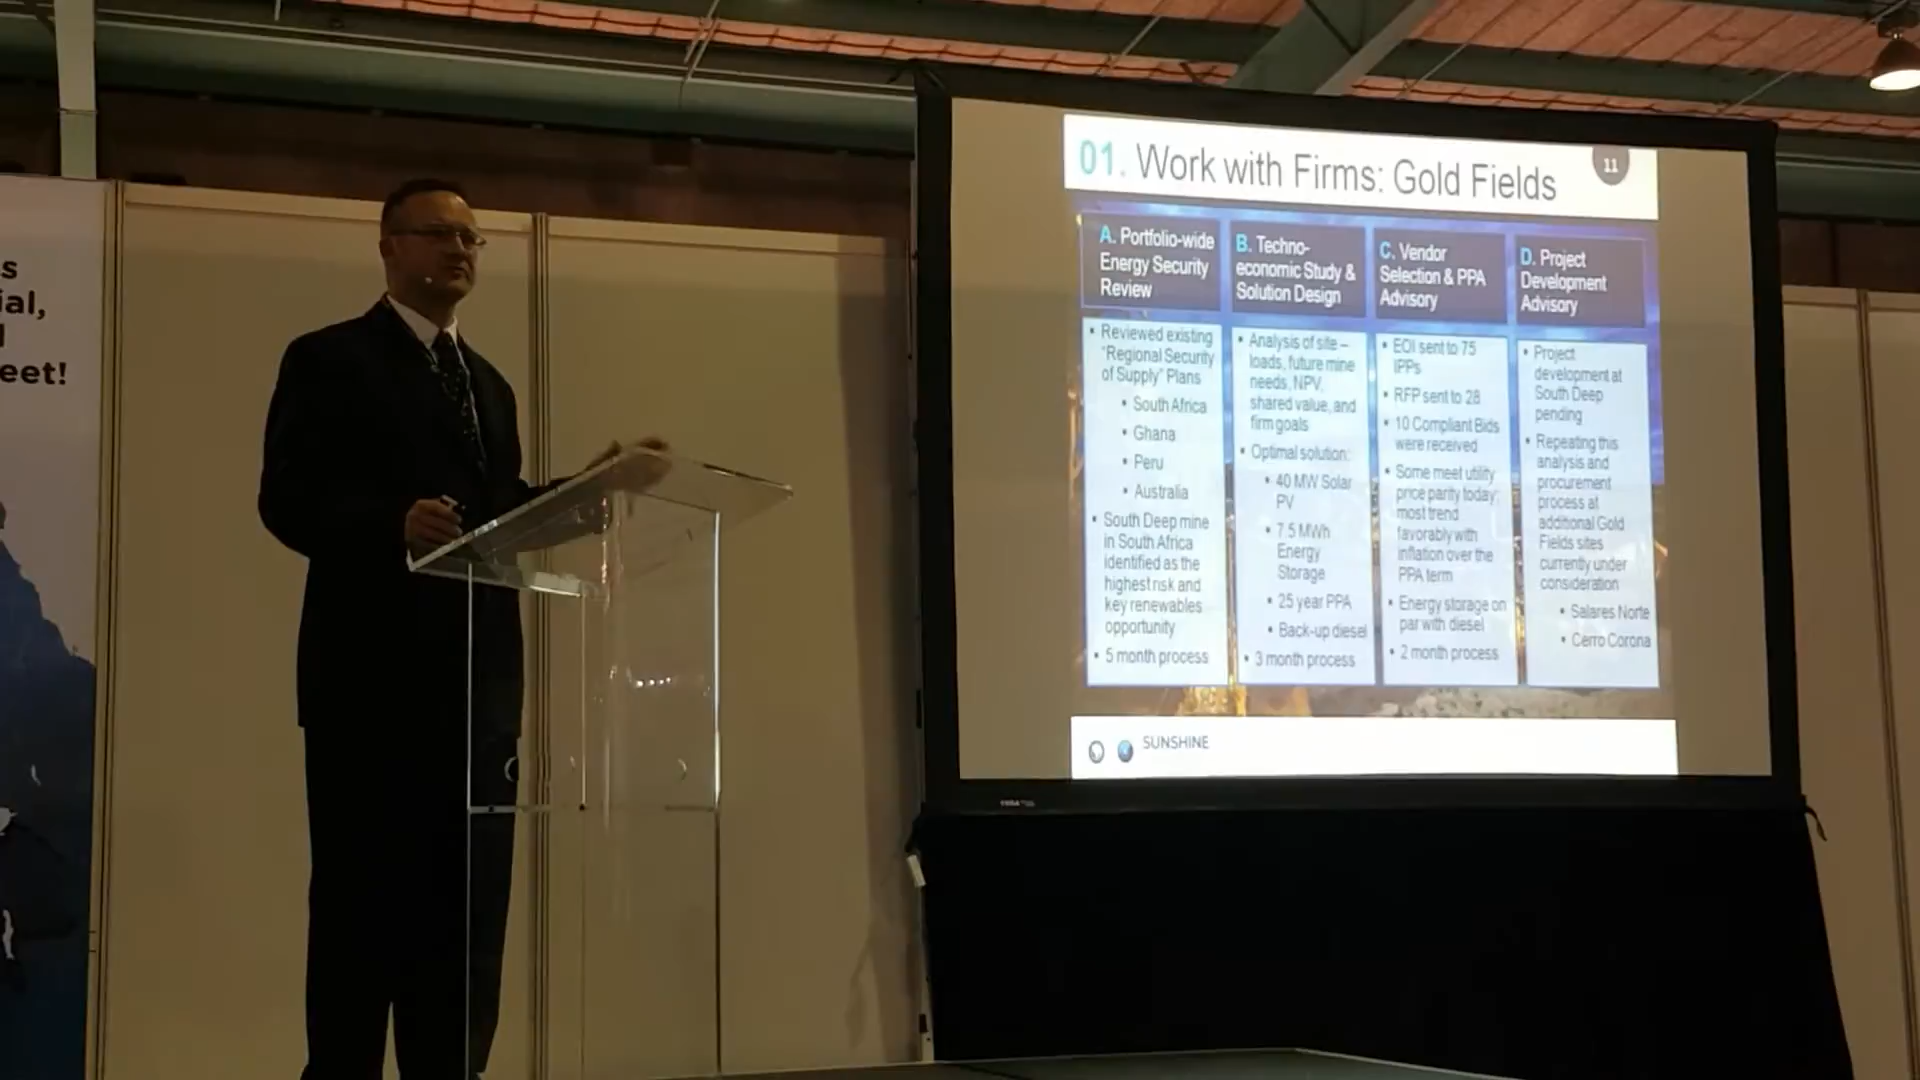 s
ial,
eet!
01. Work with Firms: Gold Fields
11
A. Portfolio-wide
Energy Security
Review
• Reviewed existing
"Regional Security
of Supply" Plans
• South Africa
• Ghana
• Peru
• Australia
• South Deep mine
in South Africa
identified as the
highest risk and
key renewables
opportunity
• 5 month process
B. Techno-
economic Study &
Solution Design
• Analysis of site –
loads, future mine
needs, NPV,
shared value, and
firm goals
• Optimal solution:
• 40 MW Solar
PV
• 7.5 MWh
Energy
Storage
• 25 year PPA
• Back-up diesel
• 3 month process
C. Vendor
Selection & PPA
Advisory
• EOI sent to 75
IPPs
• RFP sent to 28
• 10 Compliant Bids
were received
• Some meet utility
price parity today;
most trend
favorably with
inflation over the
PPA term
• Energy storage on
par with diesel
• 2 month process
D. Project
Development
Advisory
• Project
development at
South Deep
pending
• Repeating this
analysis and
procurement
process at
additional Gold
Fields sites
currently under
consideration
• Salares Norte
• Cerro Corona
SUNSHINE